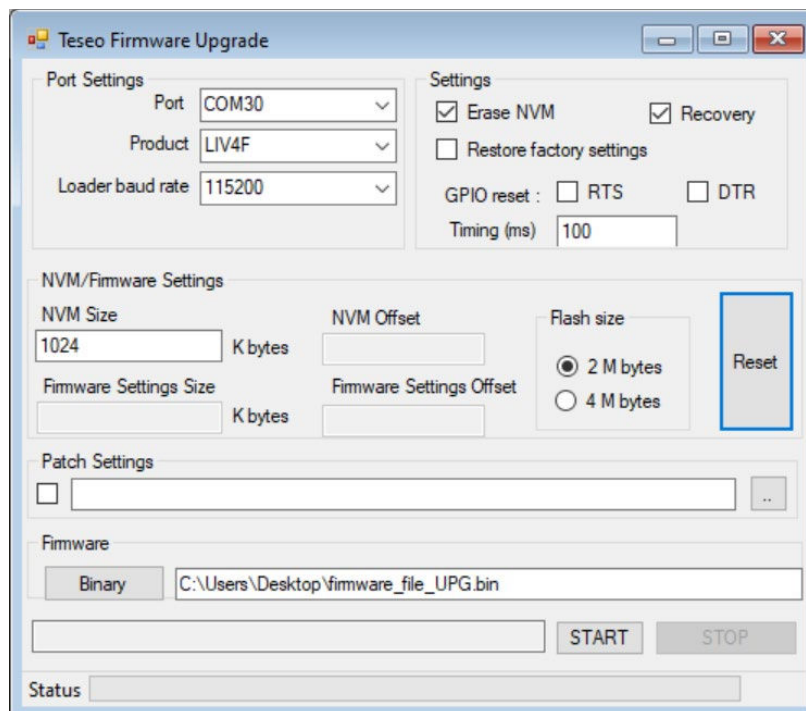 Teseo Firmware Upgrade
Port Settings
Port COM30
Product LIV4F
Loader baud rate 115200
Settings
Erase NVM Recovery
Restore factory settings
GPIO reset : RTS DTR
Timing (ms) 100
NVM/Firmware Settings
NVM Size NVM Offset
1024 K bytes
Firmware Settings Size Firmware Settings Offset
K bytes
Flash size
2 M bytes
4 M bytes
Reset
Patch Settings
..
Firmware
Binary C:\Users\Desktop\firmware_file_UPG.bin
START STOP
Status